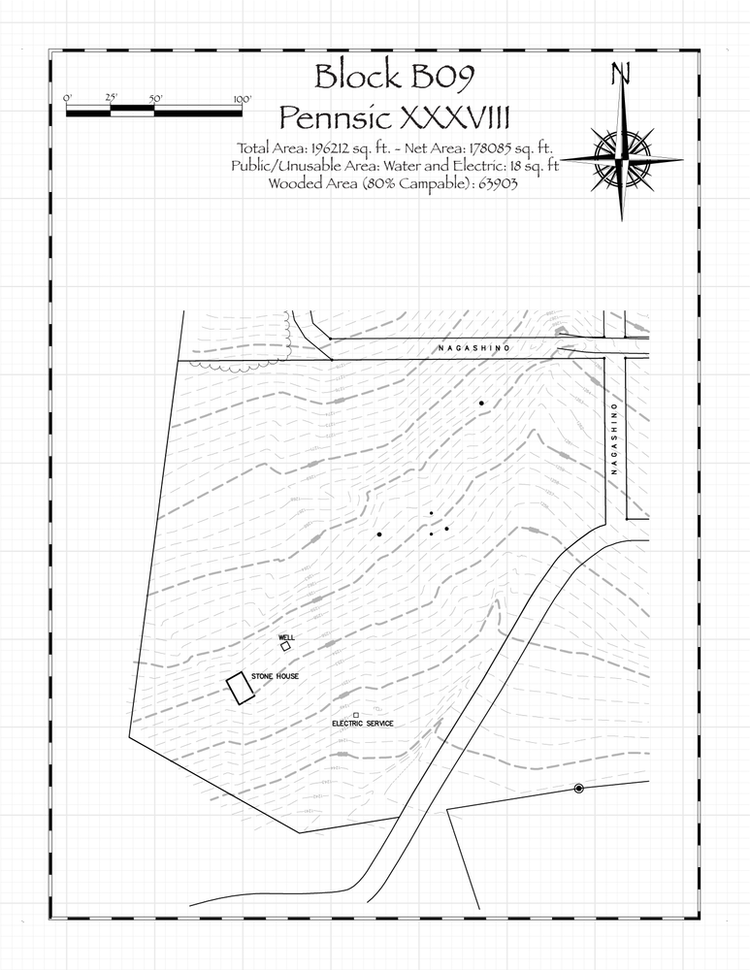 Block B09
N
0' 25' 50' 100'
Pennsic XXXVIII
Total Area: 196212 sq. ft. - Net Area: 178085 sq. ft.
Public/Unusable Area: Water and Electric: 18 sq. ft
Wooded Area (80% Campable): 63903
NAGASHINO
NAGASHINO
WELL
STONE HOUSE
ELECTRIC SERVICE